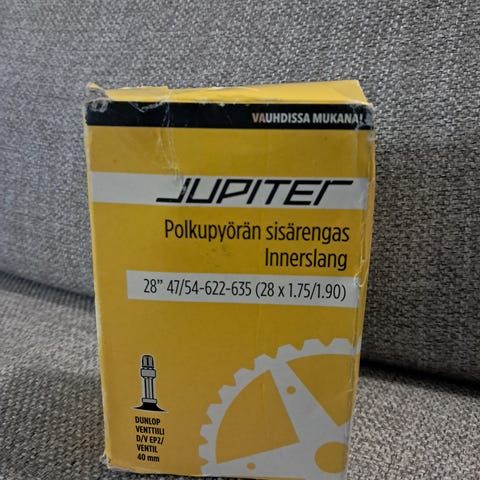 VAUHDISSA MUKANA!
JUPITER
Polkupyörän sisärengas
Innerslang
28” 47/54-622-635 (28 x 1.75/1.90)
DUNLOP
VENTTIILI
D/V EP2/
VENTIL
40 mm